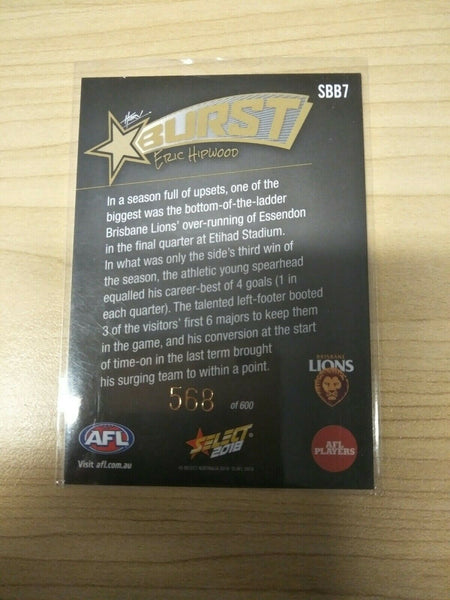 SBB7
BURST
ERIC HIPWOOD
In a season full of upsets, one of the
biggest was the bottom-of-the-ladder
Brisbane Lions' over-running of Essendon
in the final quarter at Etihad Stadium.
In what was only the side's third win of
the season, the athletic young spearhead
equalled his career-best of 4 goals (1 in
each quarter). The talented left-footer booted
3 of the visitors' first 6 majors to keep them
in the game, and his conversion at the start
of time-on in the last term brought
his surging team to within a point.
568 of 600
BRISBANE
LIONS
AFL
SELECT
2018
AFL
PLAYERS
Visit afl.com.au